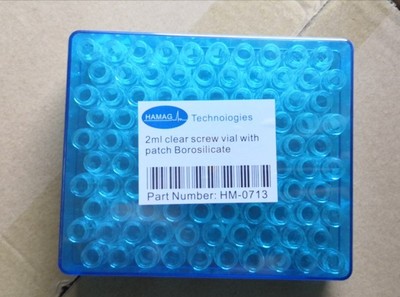 HAMAG Technologies
2ml clear screw vial with
patch Borosilicate
Part Number: HM-0713